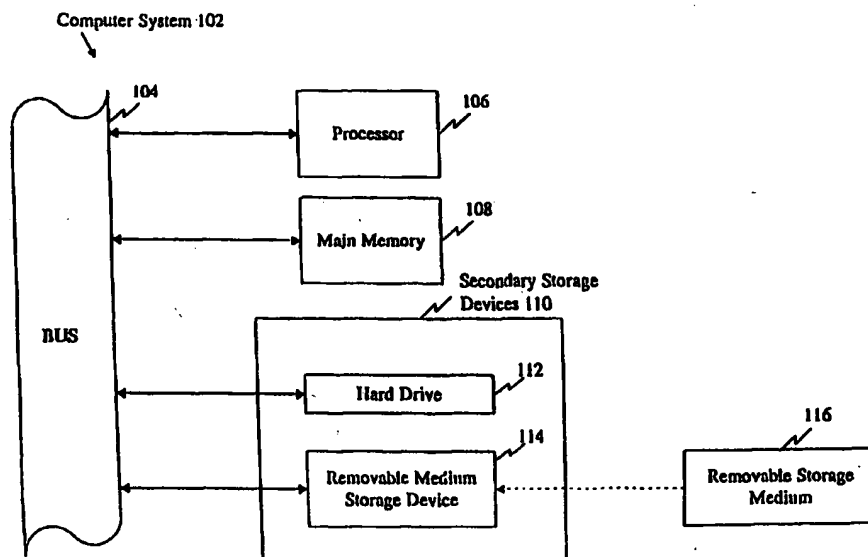 Computer System 102
104
106
Processor
108
Main Memory
Secondary Storage
Devices 110
BUS
112
Hard Drive
114
116
Removable Medium
Storage Device
Removable Storage
Medium